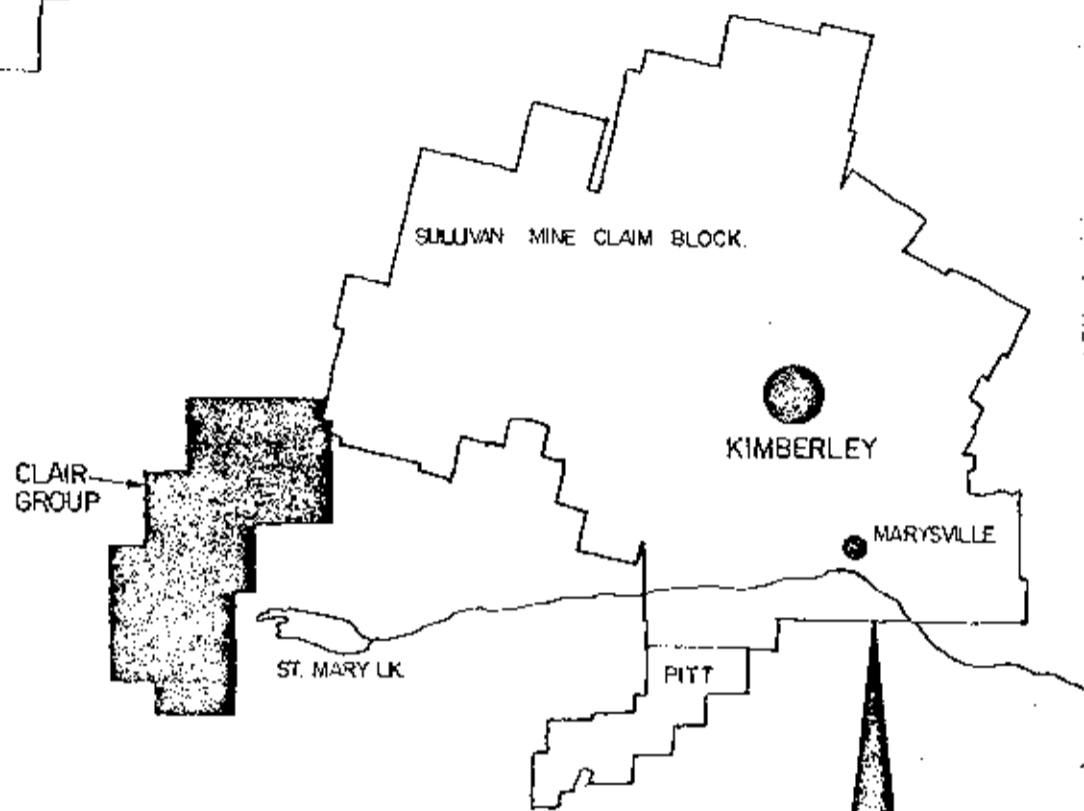 SULLIVAN MINE CLAIM BLOCK.
KIMBERLEY
CLAIR
GROUP
MARYSVILLE
ST. MARY LK.
PITT